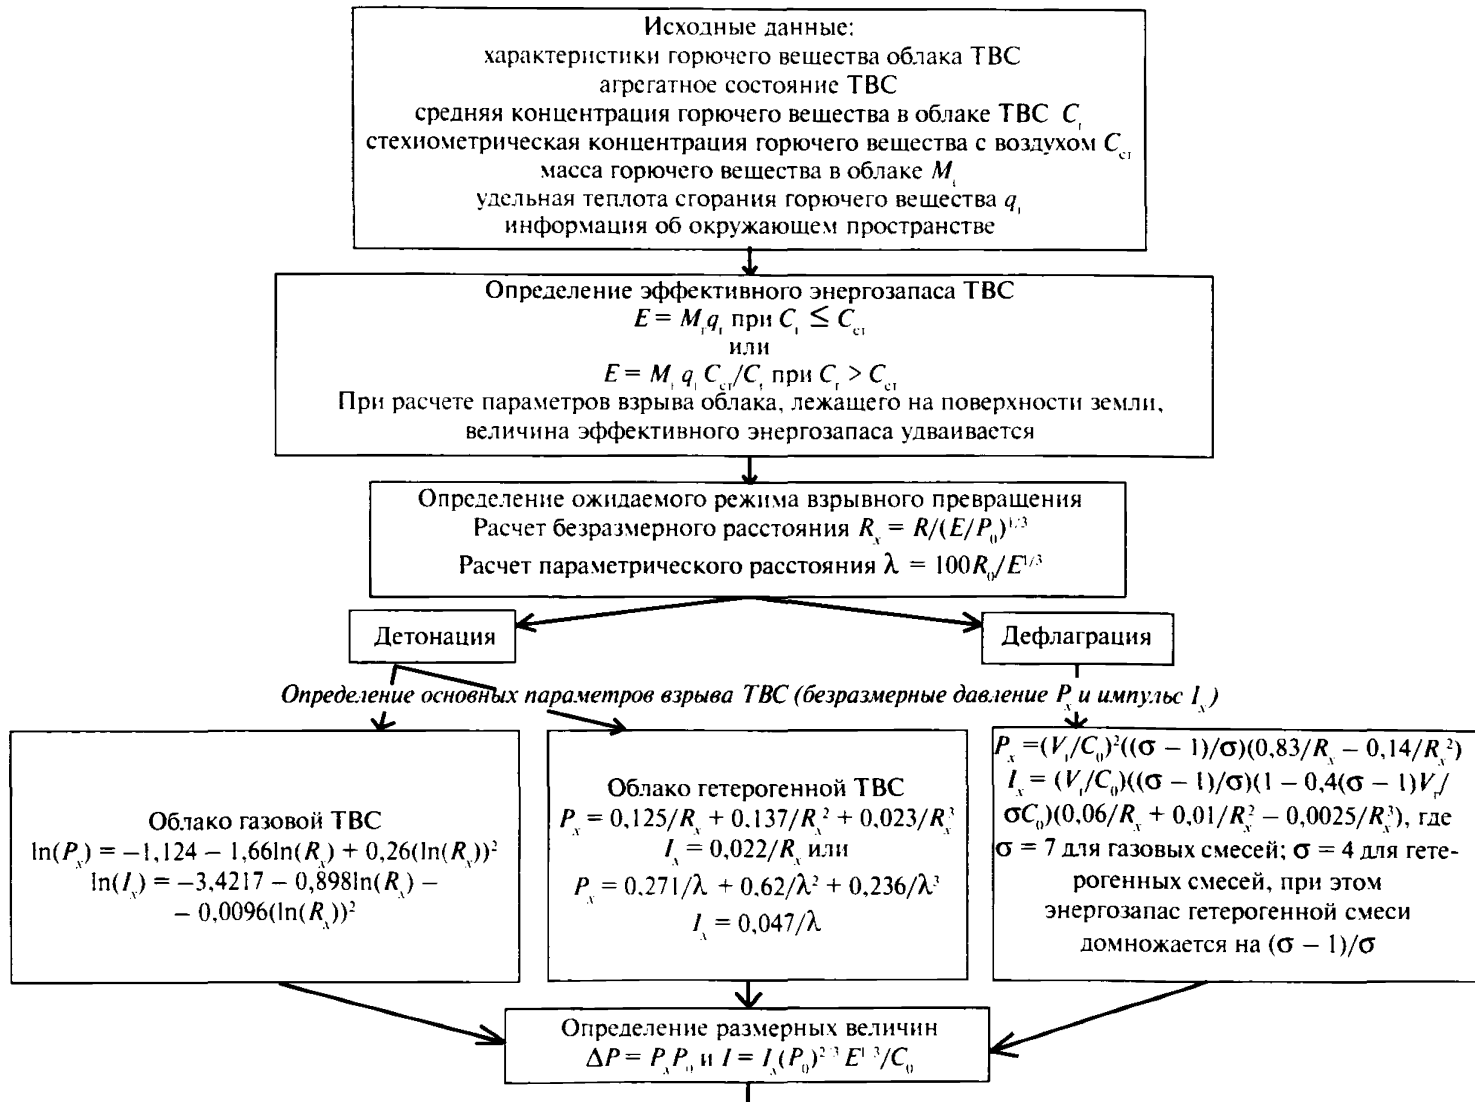 Исходные данные:
характеристики горючего вещества облака ТВС
агрегатное состояние ТВС
средняя концентрация горючего вещества в облаке ТВС C_г
стехиометрическая концентрация горючего вещества с воздухом C_ст
масса горючего вещества в облаке M_г
удельная теплота сгорания горючего вещества q_г
информация об окружающем пространстве
Определение эффективного энергозапаса ТВС
E = M_г q_г при C_г ≤ C_ст
или
E = M_г q_г C_ст/C_г при C_г > C_ст
При расчете параметров взрыва облака, лежащего на поверхности земли,
величина эффективного энергозапаса удваивается
Определение ожидаемого режима взрывного превращения
Расчет безразмерного расстояния R_x = R/(E/P_0)^1/3
Расчет параметрического расстояния λ = 100R_0/E^1/3
Детонация
Дефлаграция
Определение основных параметров взрыва ТВС (безразмерные давление P_x и импульс I_x)
Облако газовой ТВС
ln(P_x) = −1,124 − 1,66ln(R_x) + 0,26(ln(R_x))²
ln(I_x) = −3,4217 − 0,898ln(R_x) −
− 0,0096(ln(R_x))²
Облако гетерогенной ТВС
P_x = 0,125/R_x + 0,137/R_x² + 0,023/R_x³
I_x = 0,022/R_x или
P_x = 0,271/λ + 0,62/λ² + 0,236/λ³
I_x = 0,047/λ
P_x =(V_г/C_0)²((σ − 1)/σ)(0,83/R_x − 0,14/R_x²)
I_x = (V_г/C_0)((σ − 1)/σ)(1 − 0,4(σ − 1)V_г/
σC_0)(0,06/R_x + 0,01/R_x² − 0,0025/R_x³), где
σ = 7 для газовых смесей; σ = 4 для гете-
рогенных смесей, при этом
энергозапас гетерогенной смеси
домножается на (σ − 1)/σ
Определение размерных величин
ΔP = P_x P_0 и I = I_x(P_0)^2/3 E^1/3/C_0